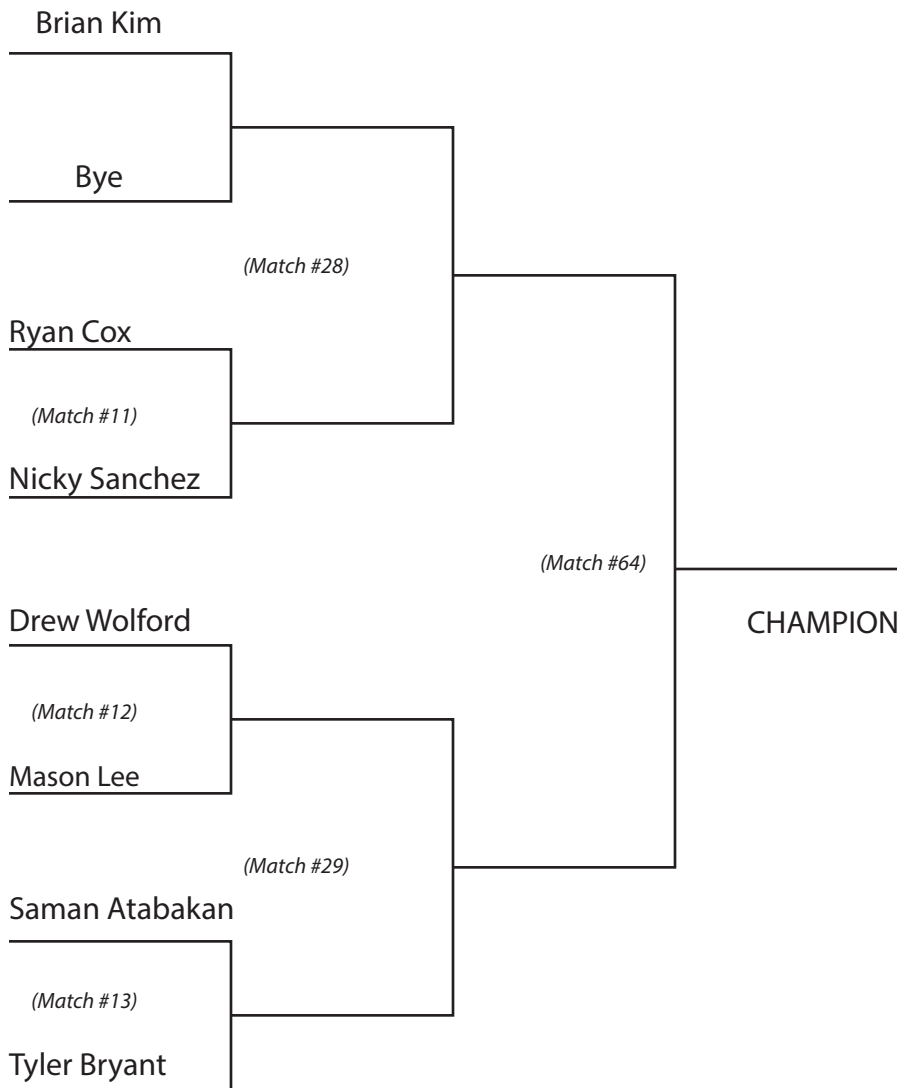 Brian Kim
Bye
(Match #28)
Ryan Cox
(Match #11)
Nicky Sanchez
(Match #64)
Drew Wolford
CHAMPION
(Match #12)
Mason Lee
(Match #29)
Saman Atabakan
(Match #13)
Tyler Bryant